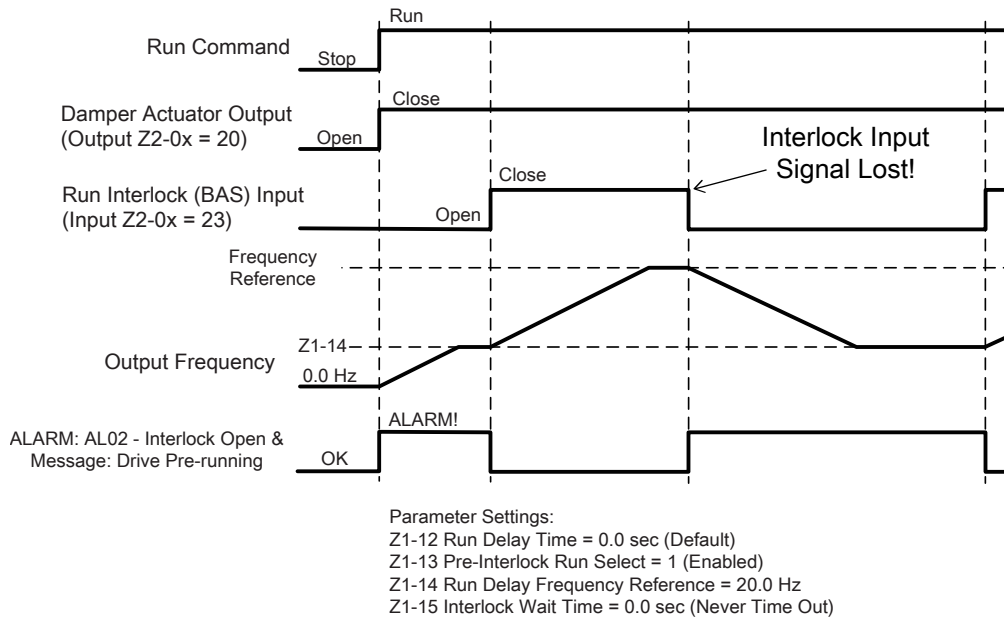 Run
Run Command
Stop
Close
Damper Actuator Output
(Output Z2-0x = 20)
Open
Interlock Input
Signal Lost!
Close
Run Interlock (BAS) Input
(Input Z2-0x = 23)
Open
Frequency
Reference
Z1-14
Output Frequency
0.0 Hz
ALARM!
ALARM: AL02 - Interlock Open &
Message: Drive Pre-running
OK
Parameter Settings:
Z1-12 Run Delay Time = 0.0 sec (Default)
Z1-13 Pre-Interlock Run Select = 1 (Enabled)
Z1-14 Run Delay Frequency Reference = 20.0 Hz
Z1-15 Interlock Wait Time = 0.0 sec (Never Time Out)